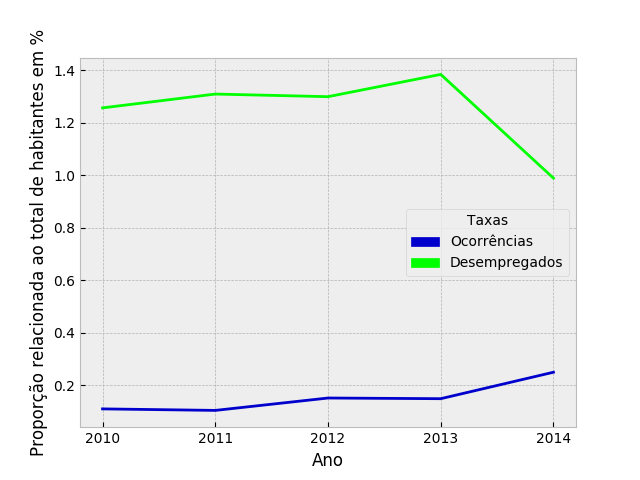 Proporção relacionada ao total de habitantes em %
1.4
1.2
1.0
0.8
0.6
0.4
0.2
Taxas
Ocorrências
Desempregados
2010 2011 2012 2013 2014
Ano